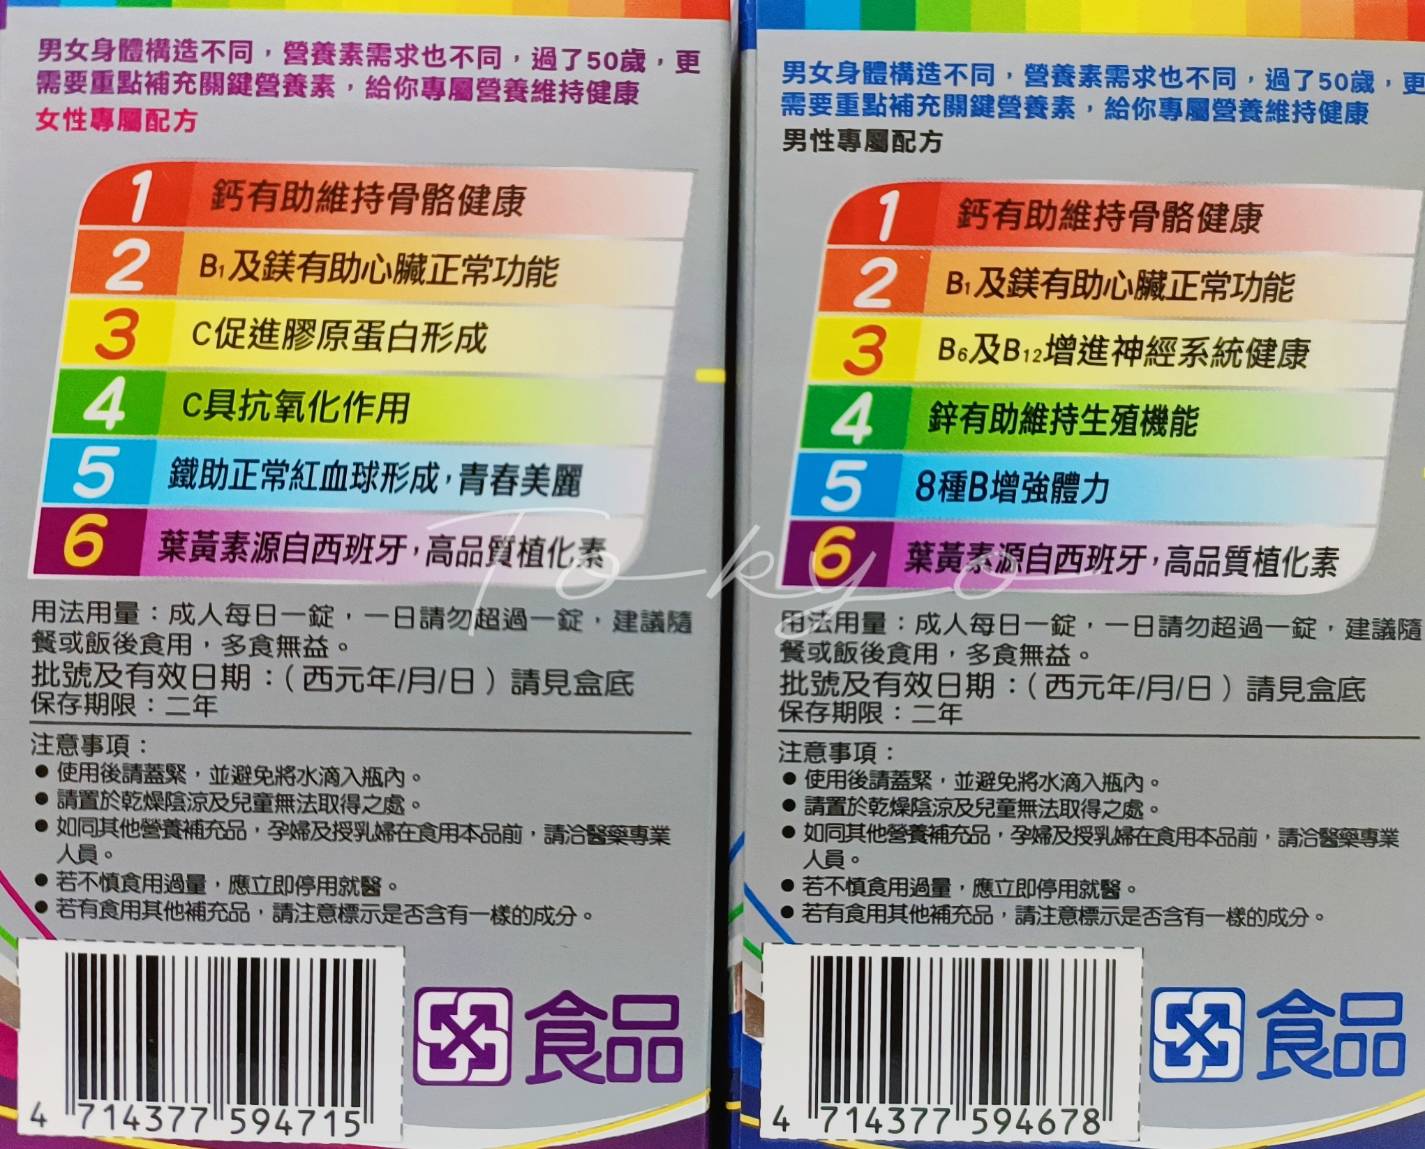 男女身體構造不同，營養素需求也不同，過了50歲，更
需要重點補充關鍵營養素，給你專屬營養維持健康
女性專屬配方
1 鈣有助維持骨骼健康
2 B1及鎂有助心臟正常功能
3 C促進膠原蛋白形成
4 C具抗氧化作用
5 鐵助正常紅血球形成，青春美麗
6 葉黃素源自西班牙，高品質植化素
用法用量：成人每日一錠，一日請勿超過一錠，建議隨
餐或飯後食用，多食無益。
批號及有效日期：（西元年/月/日）請見盒底
保存期限：二年
注意事項：
● 使用後請蓋緊，並避免將水滴入瓶內。
● 請置於乾燥陰涼及兒童無法取得之處。
● 如同其他營養補充品，孕婦及授乳婦在食用本品前，請洽醫藥專業
人員。
● 若不慎食用過量，應立即停用就醫。
● 若有食用其他補充品，請注意標示是否含有一樣的成分。
4 714377 594715
食品
男女身體構造不同，營養素需求也不同，過了50歲，更
需要重點補充關鍵營養素，給你專屬營養維持健康
男性專屬配方
1 鈣有助維持骨骼健康
2 B1及鎂有助心臟正常功能
3 B6及B12增進神經系統健康
4 鋅有助維持生殖機能
5 8種B增強體力
6 葉黃素源自西班牙，高品質植化素
用法用量：成人每日一錠，一日請勿超過一錠，建議隨
餐或飯後食用，多食無益。
批號及有效日期：（西元年/月/日）請見盒底
保存期限：二年
注意事項：
● 使用後請蓋緊，並避免將水滴入瓶內。
● 請置於乾燥陰涼及兒童無法取得之處。
● 如同其他營養補充品，孕婦及授乳婦在食用本品前，請洽醫藥專業
人員。
● 若不慎食用過量，應立即停用就醫。
● 若有食用其他補充品，請注意標示是否含有一樣的成分。
4 714377 594678
食品
Tokyo